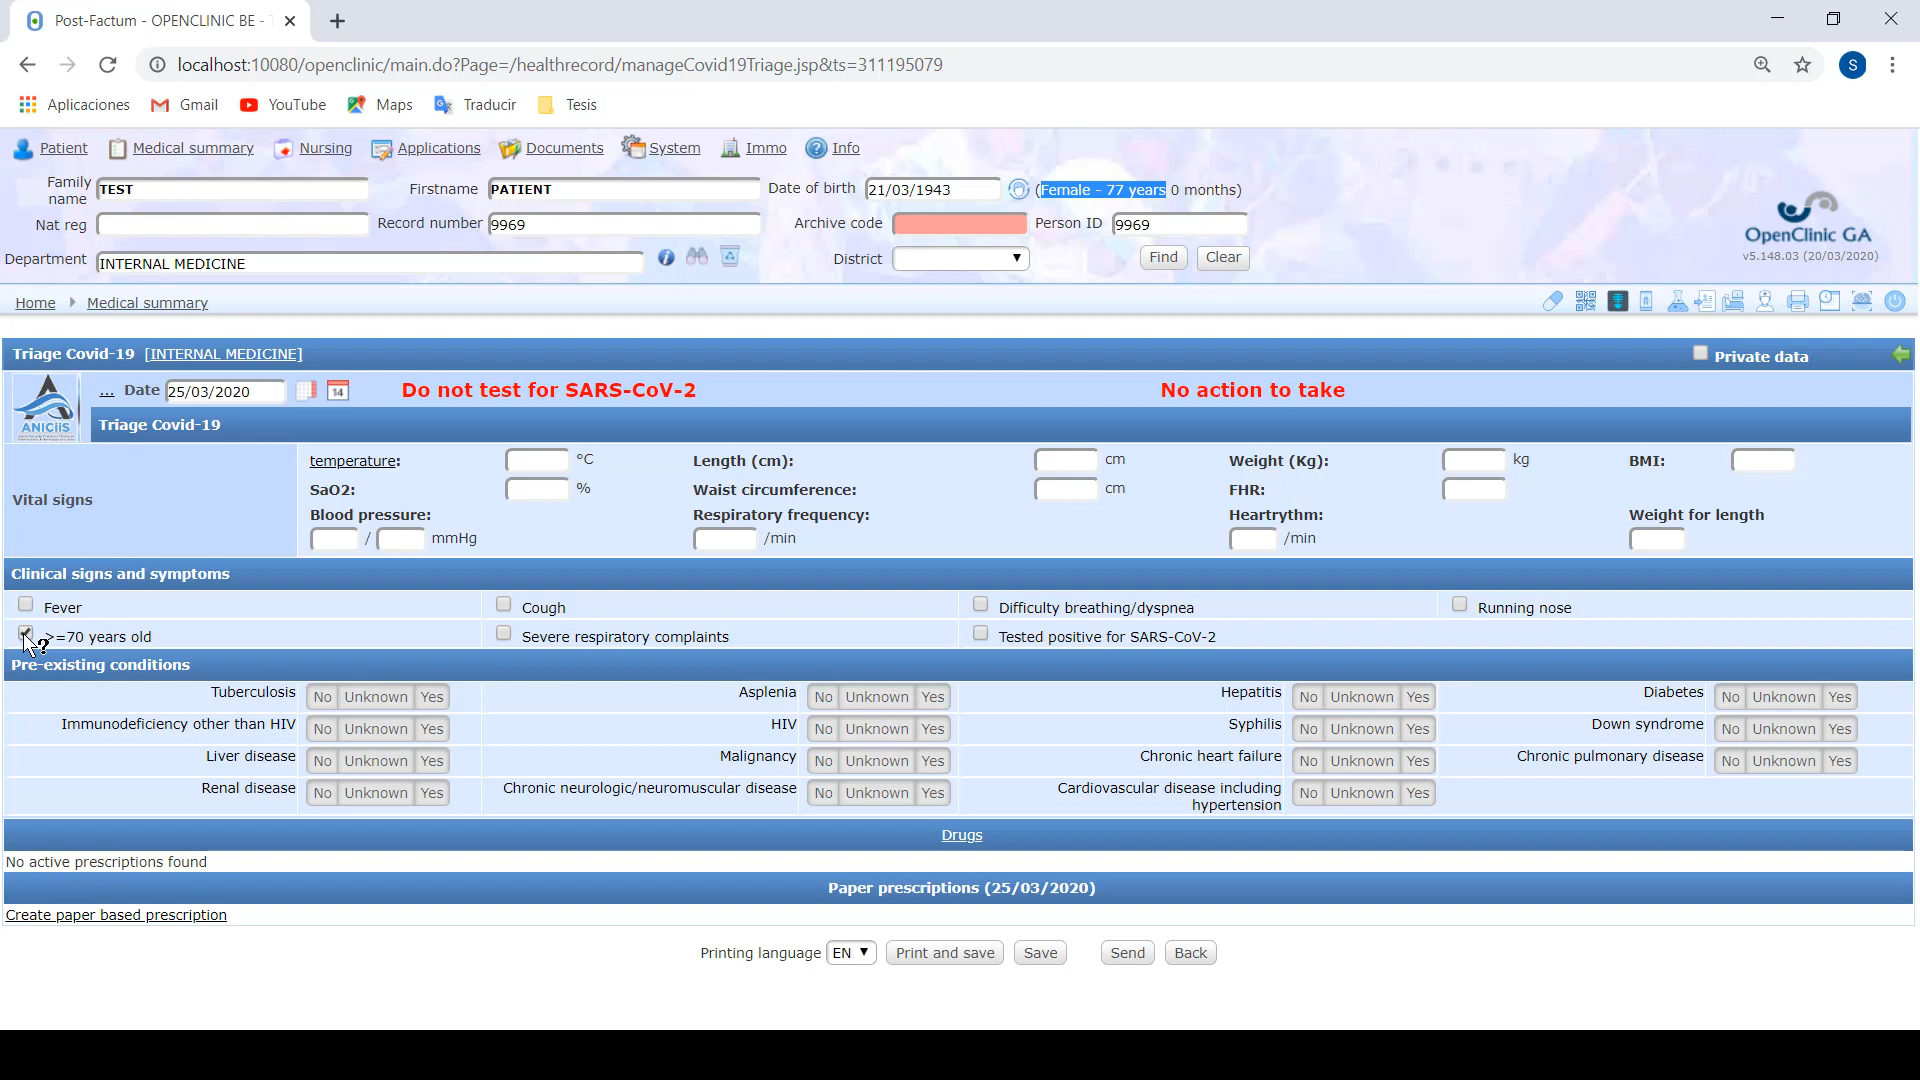 Post-Factum - OPENCLINIC BE -
localhost:10080/openclinic/main.do?Page=/healthrecord/manageCovid19Triage.jsp&ts=311195079
S
Aplicaciones Gmail YouTube Maps Traducir Tesis
Patient Medical summary Nursing Applications Documents System Immo Info
Family name TEST Firstname PATIENT Date of birth 21/03/1943 (Female - 77 years 0 months)
Nat reg Record number 9969 Archive code Person ID 9969
Department INTERNAL MEDICINE District Find Clear
OpenClinic GA
v5.148.03 (20/03/2020)
Home Medical summary
Triage Covid-19 [INTERNAL MEDICINE] Private data
ANICiiS
... Date 25/03/2020 14 Do not test for SARS-CoV-2 No action to take
Triage Covid-19
Vital signs
temperature: °C Length (cm): cm Weight (Kg): kg BMI:
SaO2: % Waist circumference: cm FHR:
Blood pressure: Respiratory frequency: Heartrythm: Weight for length
/ mmHg /min /min
Clinical signs and symptoms
Fever Cough Difficulty breathing/dyspnea Running nose
>=70 years old Severe respiratory complaints Tested positive for SARS-CoV-2
Pre-existing conditions
Tuberculosis No Unknown Yes Asplenia No Unknown Yes Hepatitis No Unknown Yes Diabetes No Unknown Yes
Immunodeficiency other than HIV No Unknown Yes HIV No Unknown Yes Syphilis No Unknown Yes Down syndrome No Unknown Yes
Liver disease No Unknown Yes Malignancy No Unknown Yes Chronic heart failure No Unknown Yes Chronic pulmonary disease No Unknown Yes
Renal disease No Unknown Yes Chronic neurologic/neuromuscular disease No Unknown Yes Cardiovascular disease including hypertension No Unknown Yes
Drugs
No active prescriptions found
Paper prescriptions (25/03/2020)
Create paper based prescription
Printing language EN Print and save Save Send Back